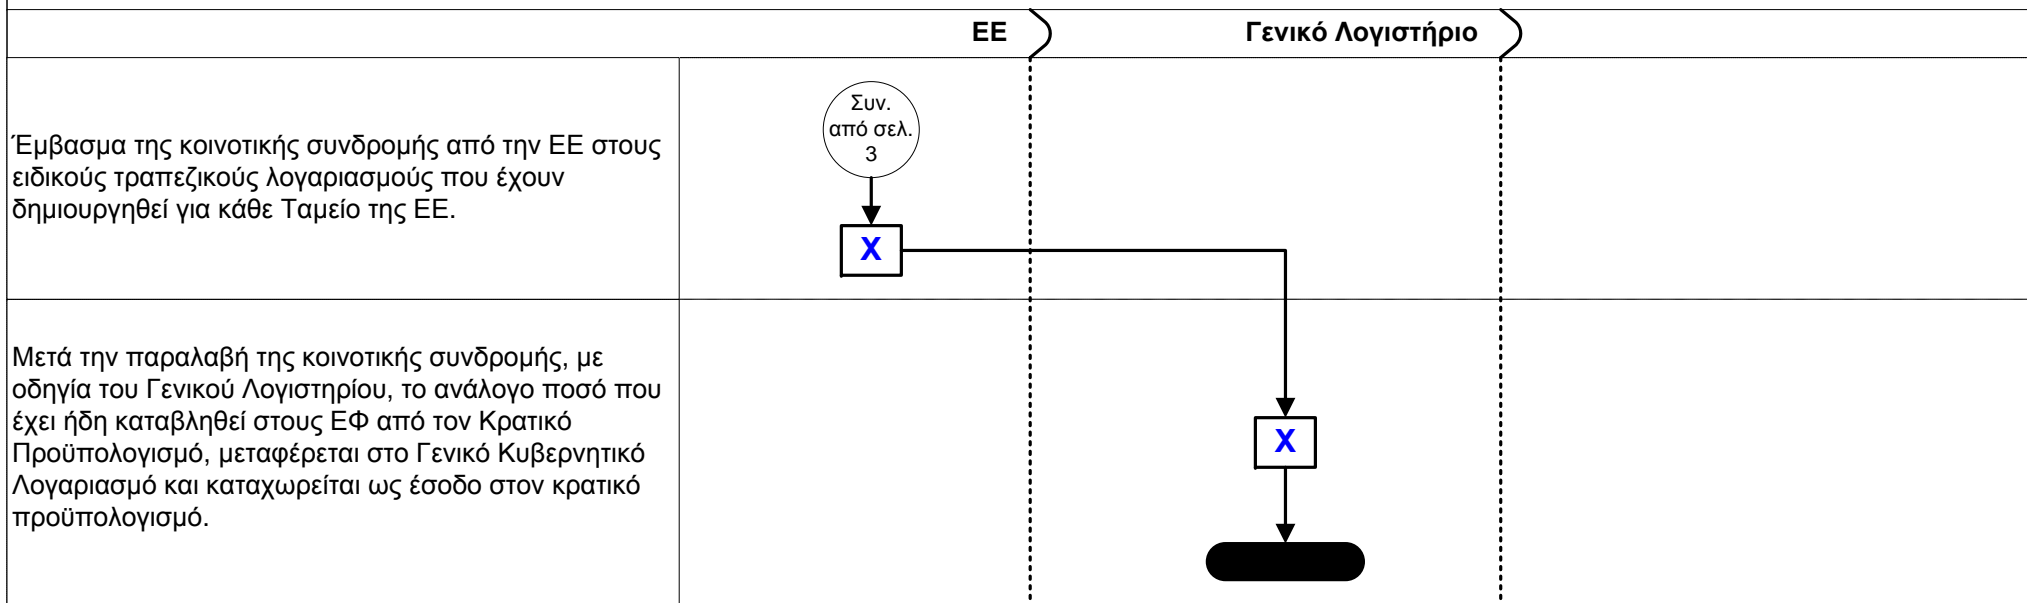 ΕΕ
Γενικό Λογιστήριο
Συν.
από σελ.
3
Έμβασμα της κοινοτικής συνδρομής από την ΕΕ στους
ειδικούς τραπεζικούς λογαριασμούς που έχουν
δημιουργηθεί για κάθε Ταμείο της ΕΕ.
X
Μετά την παραλαβή της κοινοτικής συνδρομής, με
οδηγία του Γενικού Λογιστηρίου, το ανάλογο ποσό που
έχει ήδη καταβληθεί στους ΕΦ από τον Κρατικό
Προϋπολογισμό, μεταφέρεται στο Γενικό Κυβερνητικό
Λογαριασμό και καταχωρείται ως έσοδο στον κρατικό
προϋπολογισμό.
X